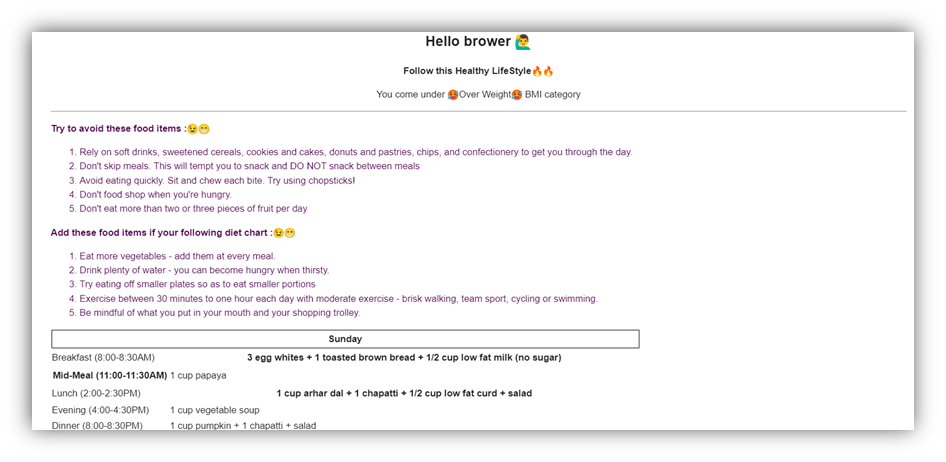 Hello brower 🙋‍♂️
Follow this Healthy LifeStyle🔥🔥
You come under 🥵Over Weight🥵 BMI category
Try to avoid these food items :😉😁
1. Rely on soft drinks, sweetened cereals, cookies and cakes, donuts and pastries, chips, and confectionery to get you through the day.
2. Don't skip meals. This will tempt you to snack and DO NOT snack between meals
3. Avoid eating quickly. Sit and chew each bite. Try using chopsticks!
4. Don't food shop when you're hungry.
5. Don't eat more than two or three pieces of fruit per day
Add these food items if your following diet chart :😉😁
1. Eat more vegetables - add them at every meal.
2. Drink plenty of water - you can become hungry when thirsty.
3. Try eating off smaller plates so as to eat smaller portions
4. Exercise between 30 minutes to one hour each day with moderate exercise - brisk walking, team sport, cycling or swimming.
5. Be mindful of what you put in your mouth and your shopping trolley.
Sunday
Breakfast (8:00-8:30AM) 3 egg whites + 1 toasted brown bread + 1/2 cup low fat milk (no sugar)
Mid-Meal (11:00-11:30AM) 1 cup papaya
Lunch (2:00-2:30PM) 1 cup arhar dal + 1 chapatti + 1/2 cup low fat curd + salad
Evening (4:00-4:30PM) 1 cup vegetable soup
Dinner (8:00-8:30PM) 1 cup pumpkin + 1 chapatti + salad